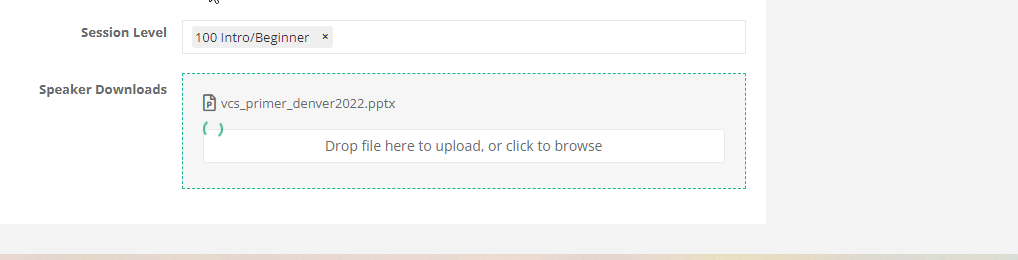 Session Level
100 Intro/Beginner ×
Speaker Downloads
vcs_primer_denver2022.pptx
Drop file here to upload, or click to browse